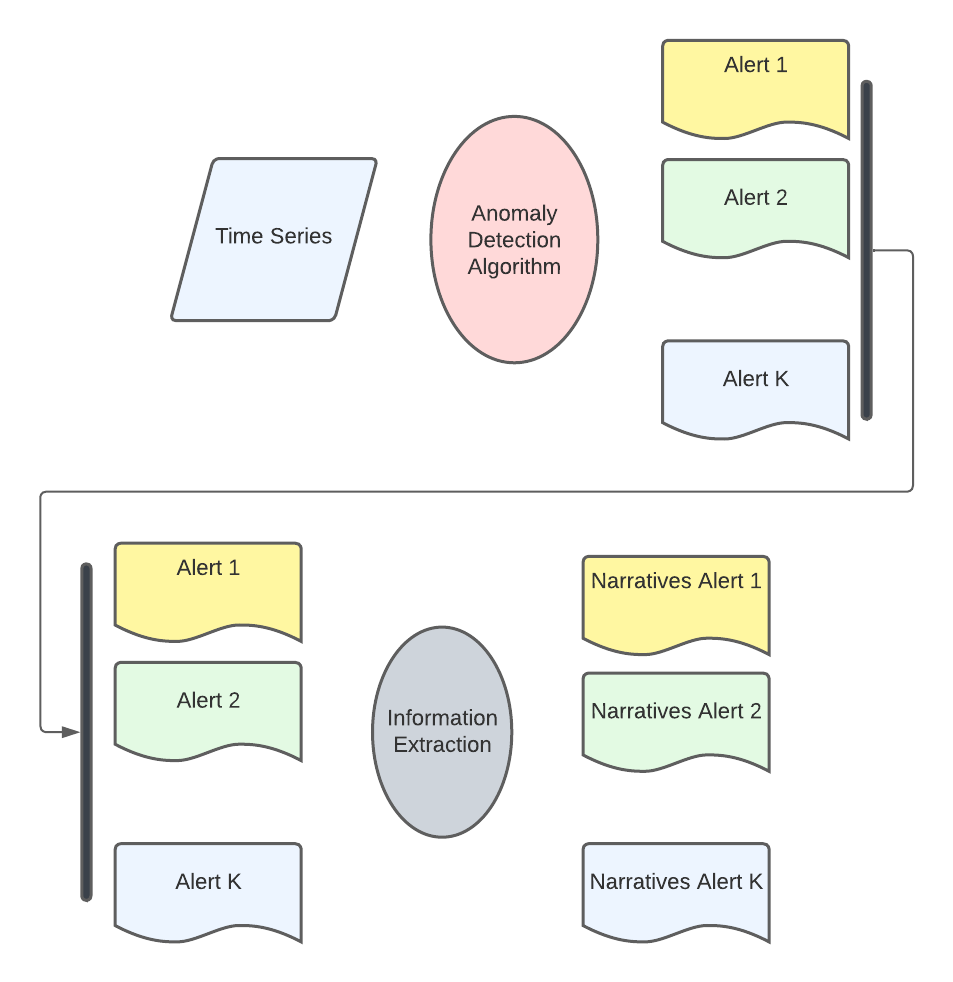 Alert 1
Alert 2
Time Series
Anomaly
Detection
Algorithm
Alert K
Alert 1
Narratives Alert 1
Alert 2
Narratives Alert 2
Information
Extraction
Alert K
Narratives Alert K